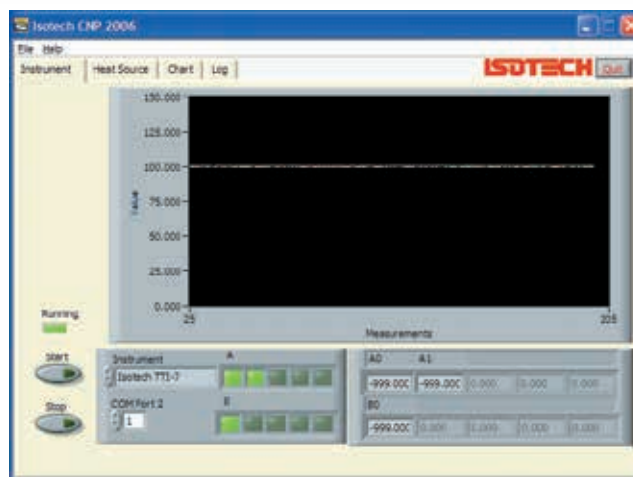 Isotech CNP 2006
File Help
Instrument Heat Source Chart Log ISOTECH Quit
150.000
125.000
100.000
Value
75.000
50.000
25.000
0.000
25 205
Measurements
Running
Start
Stop
Instrument A
Isotech TTI-7
COM Port 2 B
1
A0 A1
-999.000 -999.000 0.000 0.000 0.000
B0
-999.000 0.000 0.000 0.000 0.000